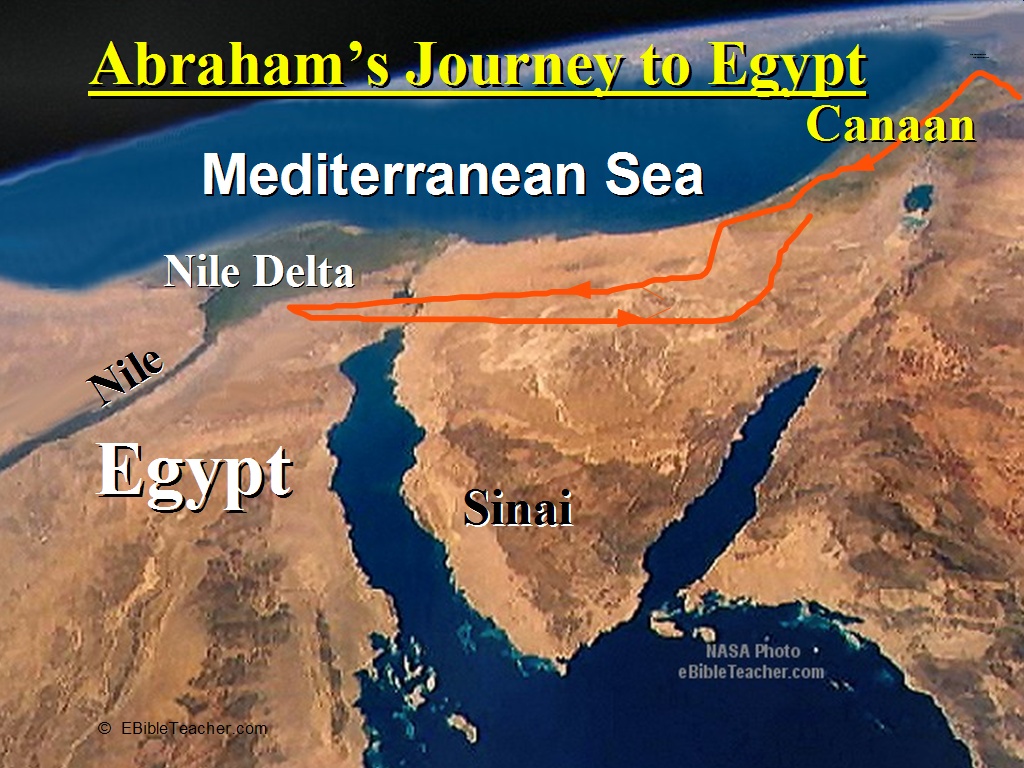 Abraham’s Journey to Egypt
Canaan
Mediterranean Sea
Nile Delta
Nile
Egypt
Sinai
NASA Photo
eBibleTeacher.com
© EBibleTeacher.com